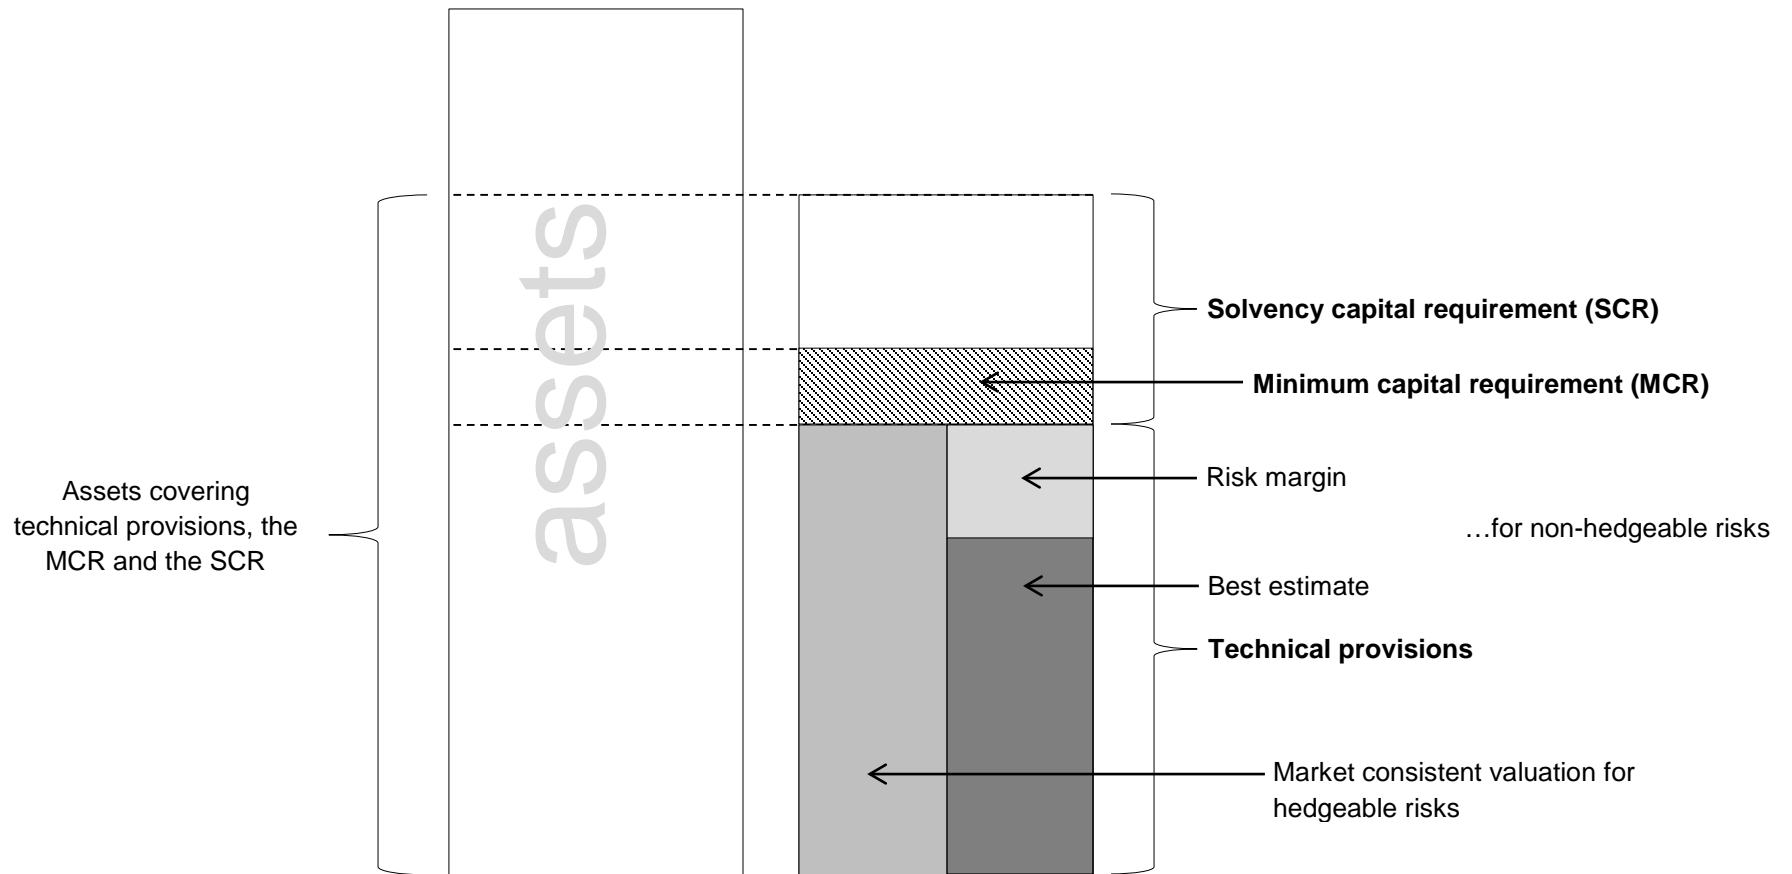 assets
Assets covering
technical provisions, the
MCR and the SCR
Solvency capital requirement (SCR)
Minimum capital requirement (MCR)
Risk margin
…for non-hedgeable risks
Best estimate
Technical provisions
Market consistent valuation for
hedgeable risks